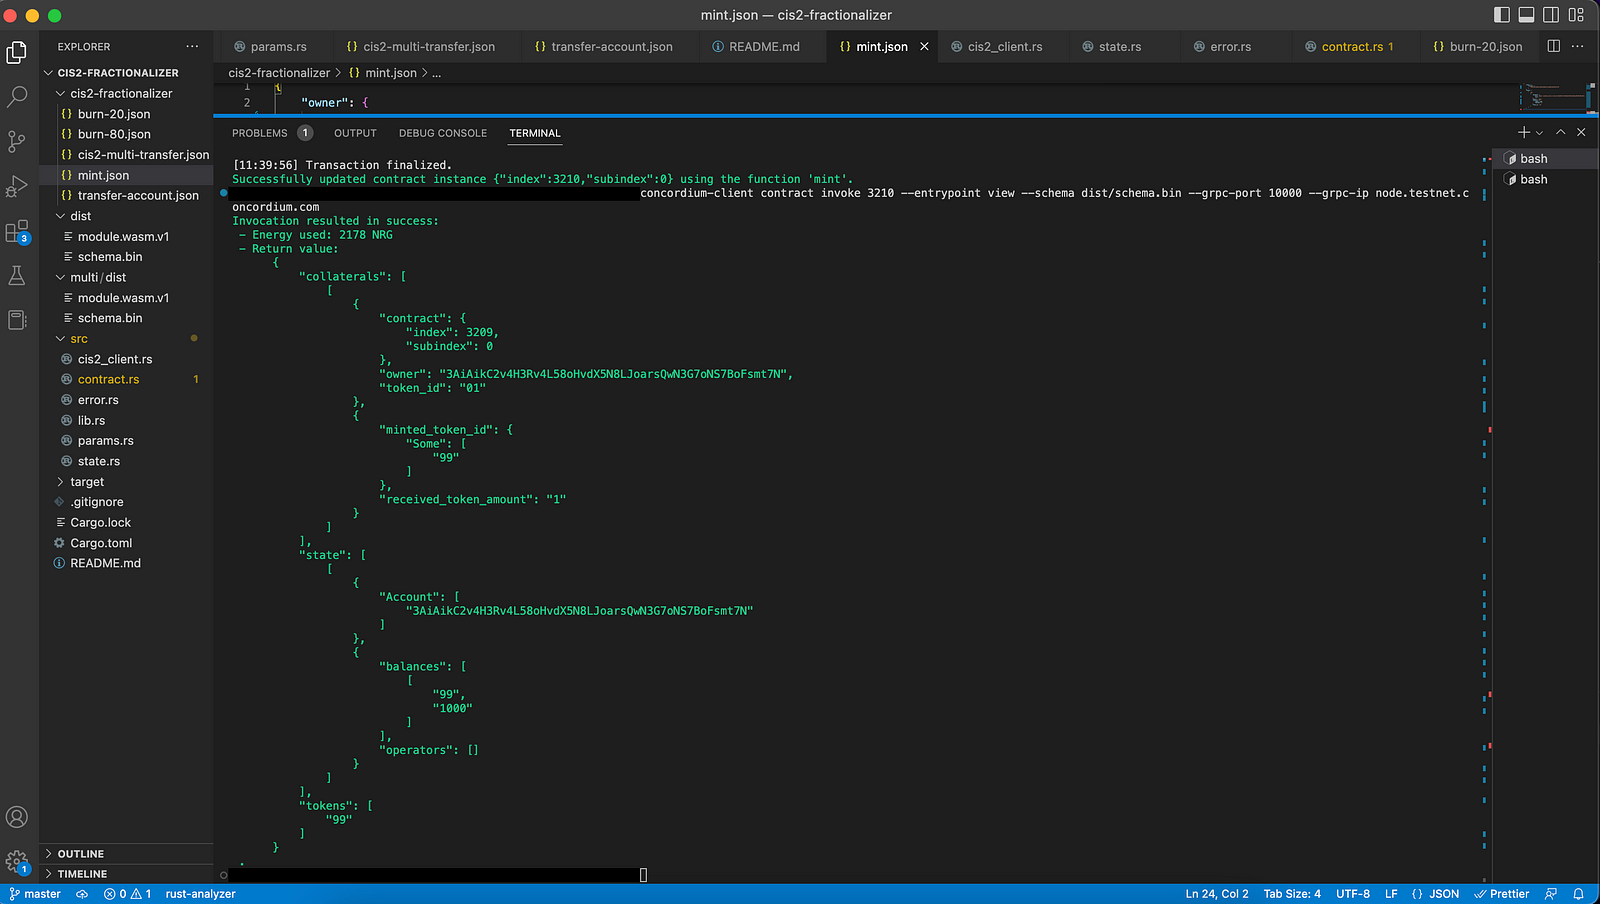 mint.json — cis2-fractionalizer
EXPLORER
CIS2-FRACTIONALIZER
cis2-fractionalizer
burn-20.json
burn-80.json
cis2-multi-transfer.json
mint.json
transfer-account.json
dist
module.wasm.v1
schema.bin
multi/dist
module.wasm.v1
schema.bin
src
cis2_client.rs
contract.rs 1
error.rs
lib.rs
params.rs
state.rs
target
.gitignore
Cargo.lock
Cargo.toml
README.md
OUTLINE
TIMELINE
3
1
params.rs
cis2-multi-transfer.json
transfer-account.json
README.md
mint.json
cis2_client.rs
state.rs
error.rs
contract.rs 1
burn-20.json
cis2-fractionalizer > {} mint.json > ...
1 {
2 "owner": {
PROBLEMS 1 OUTPUT DEBUG CONSOLE TERMINAL
[11:39:56] Transaction finalized.
Successfully updated contract instance {"index":3210,"subindex":0} using the function 'mint'.
concordium-client contract invoke 3210 --entrypoint view --schema dist/schema.bin --grpc-port 10000 --grpc-ip node.testnet.c
oncordium.com
Invocation resulted in success:
- Energy used: 2178 NRG
- Return value:
{
"collaterals": [
[
{
"contract": {
"index": 3209,
"subindex": 0
},
"owner": "3AiAikC2v4H3Rv4L58oHvdX5N8LJoarsQwN3G7oNS7BoFsmt7N",
"token_id": "01"
},
{
"minted_token_id": {
"Some": [
"99"
]
},
"received_token_amount": "1"
}
]
],
"state": [
[
{
"Account": [
"3AiAikC2v4H3Rv4L58oHvdX5N8LJoarsQwN3G7oNS7BoFsmt7N"
]
},
{
"balances": [
[
"99",
"1000"
]
],
"operators": []
}
]
],
"tokens": [
"99"
]
}
bash
bash
master 0 1 rust-analyzer
Ln 24, Col 2 Tab Size: 4 UTF-8 LF {} JSON Prettier